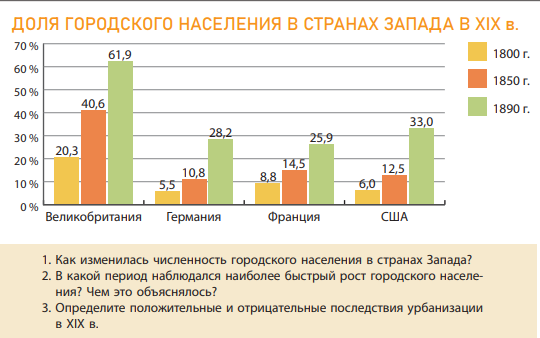 ДОЛЯ ГОРОДСКОГО НАСЕЛЕНИЯ В СТРАНАХ ЗАПАДА В XIX в.
70 %
60 %
50 %
40 %
30 %
20 %
10 %
0 %
20,3
40,6
61,9
5,5
10,8
28,2
8,8
14,5
25,9
6,0
12,5
33,0
Великобритания
Германия
Франция
США
1800 г.
1850 г.
1890 г.
1. Как изменилась численность городского населения в странах Запада?
2. В какой период наблюдался наиболее быстрый рост городского населе-
ния? Чем это объяснялось?
3. Определите положительные и отрицательные последствия урбанизации
в XIX в.